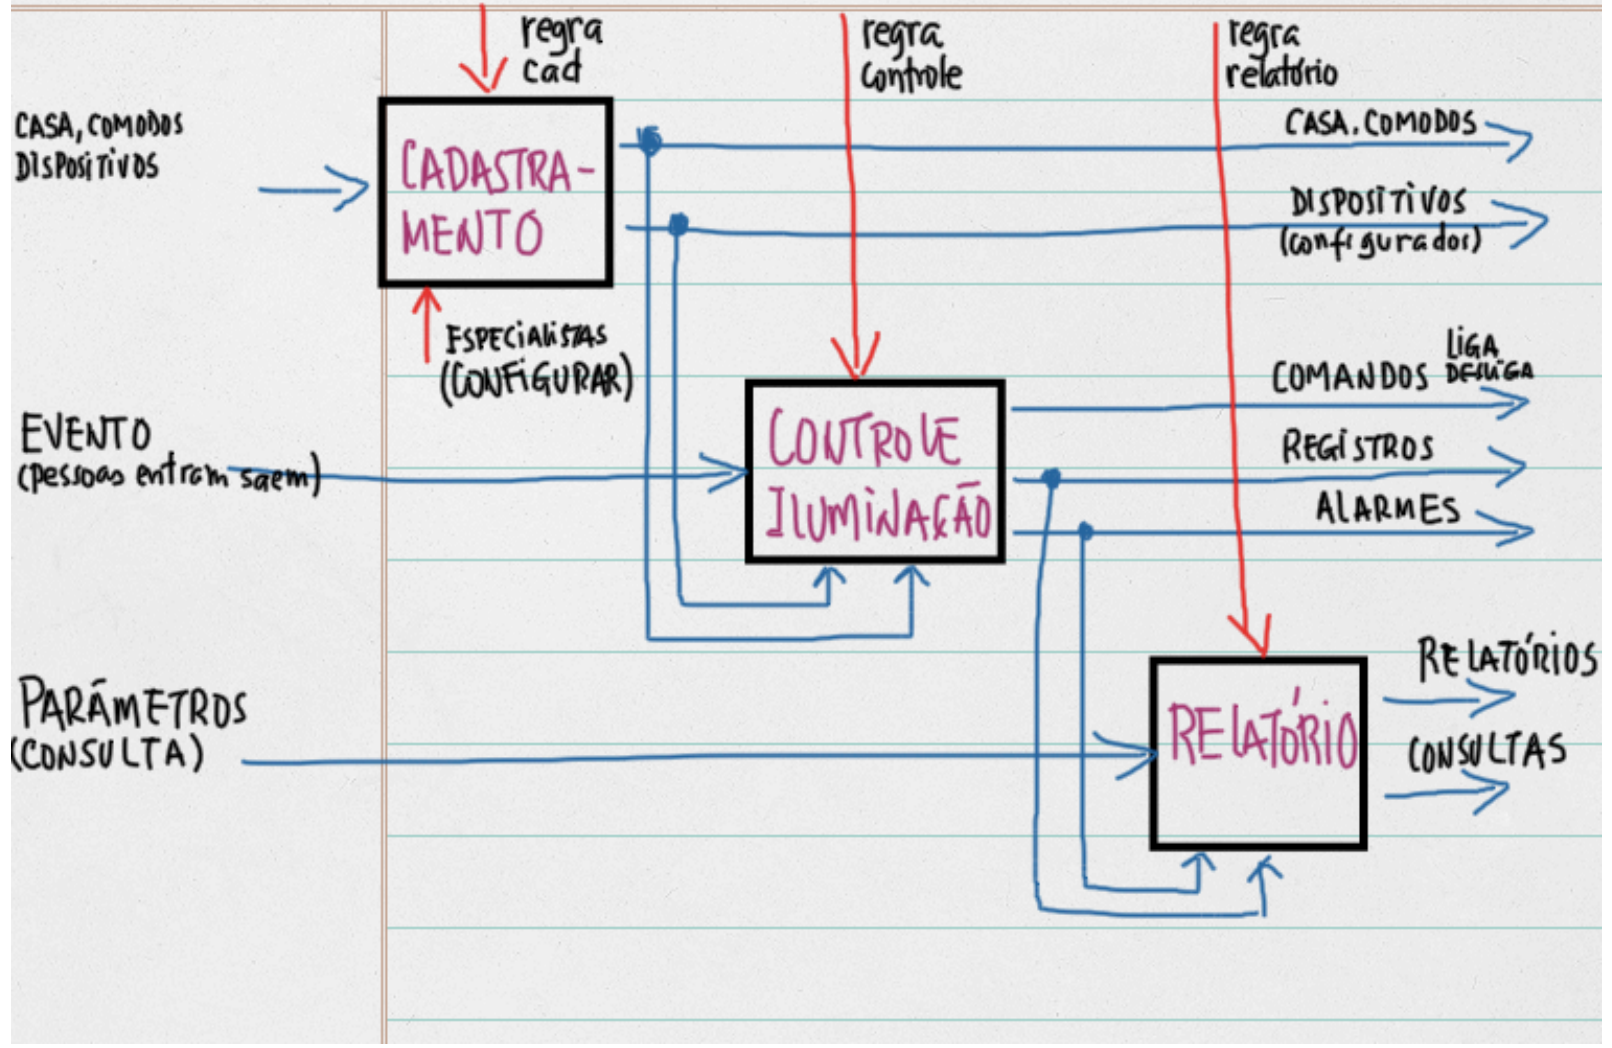 regra
cad
regra
controle
regra
relatório
CASA, COMODOS
DISPOSITIVOS
CADASTRA-
MENTO
CASA. COMODOS
DISPOSITIVOS
(configurados)
ESPECIALISTAS
(CONFIGURAR)
LIGA
DESLIGA
COMANDOS
EVENTO
(pessoas entram saem)
CONTROLE
ILUMINAÇÃO
REGISTROS
ALARMES
PARÂMETROS
(CONSULTA)
RELATÓRIO
RELATÓRIOS
CONSULTAS